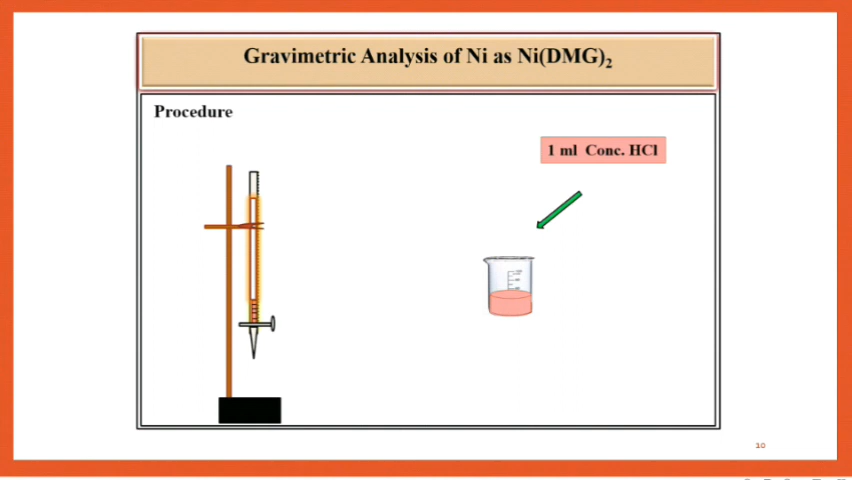 Gravimetric Analysis of Ni as Ni(DMG)₂
Procedure
1 ml Conc. HCl
10